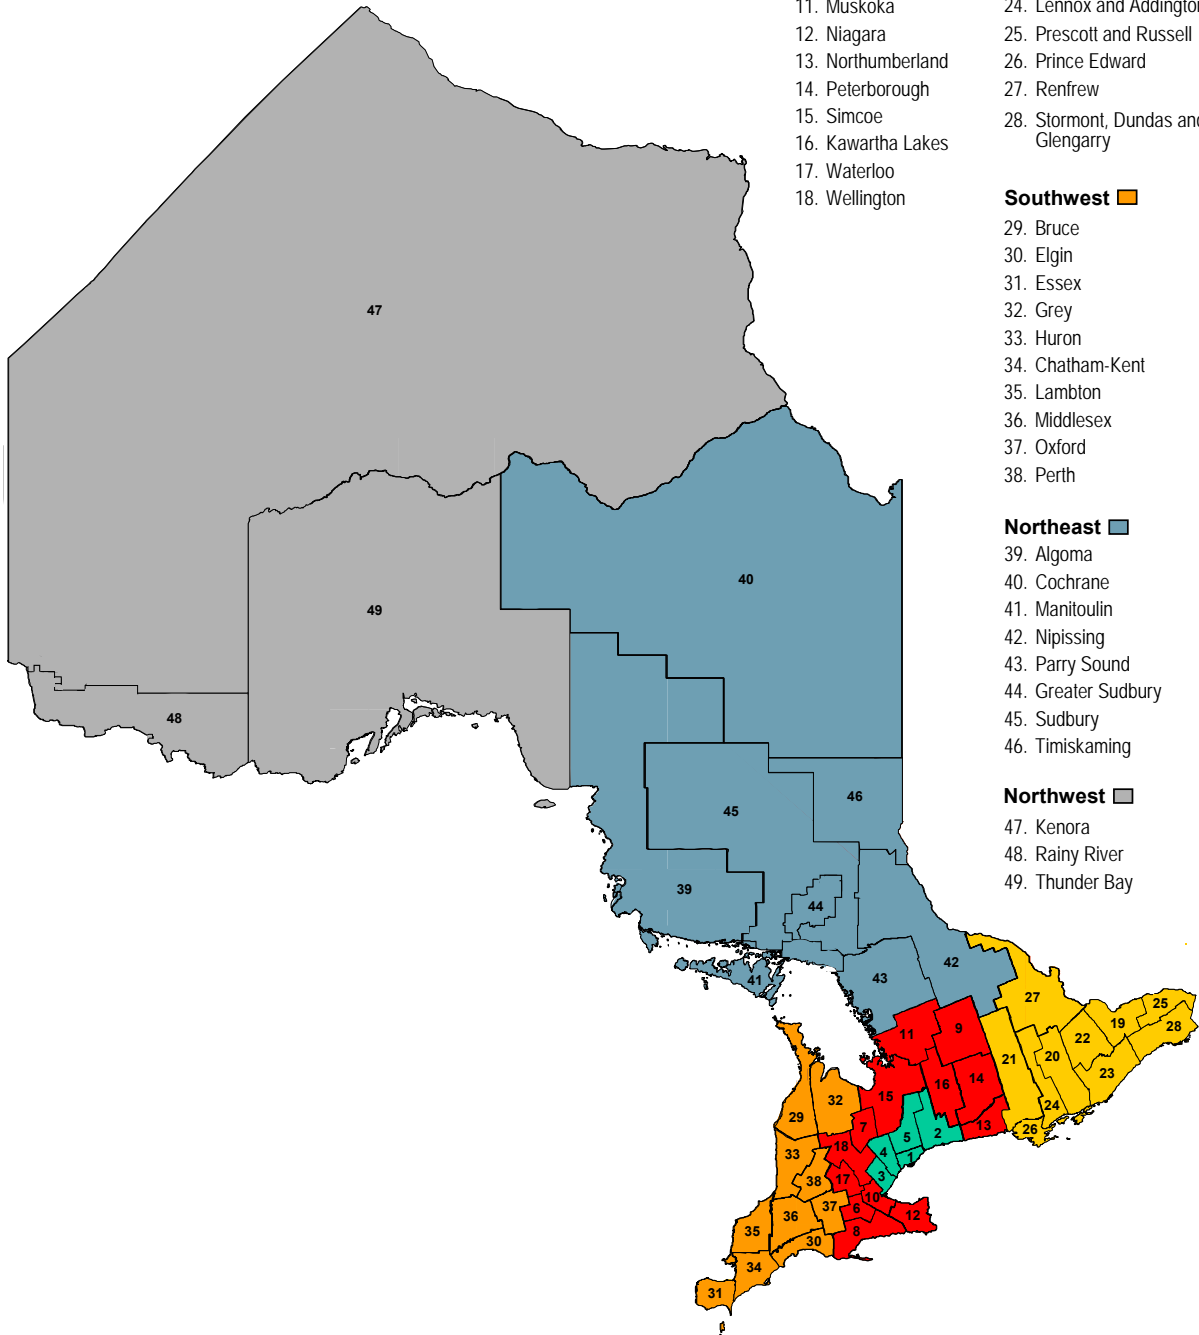 11. Muskoka
12. Niagara
13. Northumberland
14. Peterborough
15. Simcoe
16. Kawartha Lakes
17. Waterloo
18. Wellington
24. Lennox and Addington
25. Prescott and Russell
26. Prince Edward
27. Renfrew
28. Stormont, Dundas and
Glengarry
Southwest
29. Bruce
30. Elgin
31. Essex
32. Grey
33. Huron
34. Chatham-Kent
35. Lambton
36. Middlesex
37. Oxford
38. Perth
Northeast
39. Algoma
40. Cochrane
41. Manitoulin
42. Nipissing
43. Parry Sound
44. Greater Sudbury
45. Sudbury
46. Timiskaming
Northwest
47. Kenora
48. Rainy River
49. Thunder Bay
47
40
49
48
46
45
39
44
42
43
41
27
25
19
28
11
9
22
20
21
23
16
14
15
32
24
29
7
13
26
2
5
18
4
1
33
3
17
38
10
37
6
36
12
35
8
30
34
31